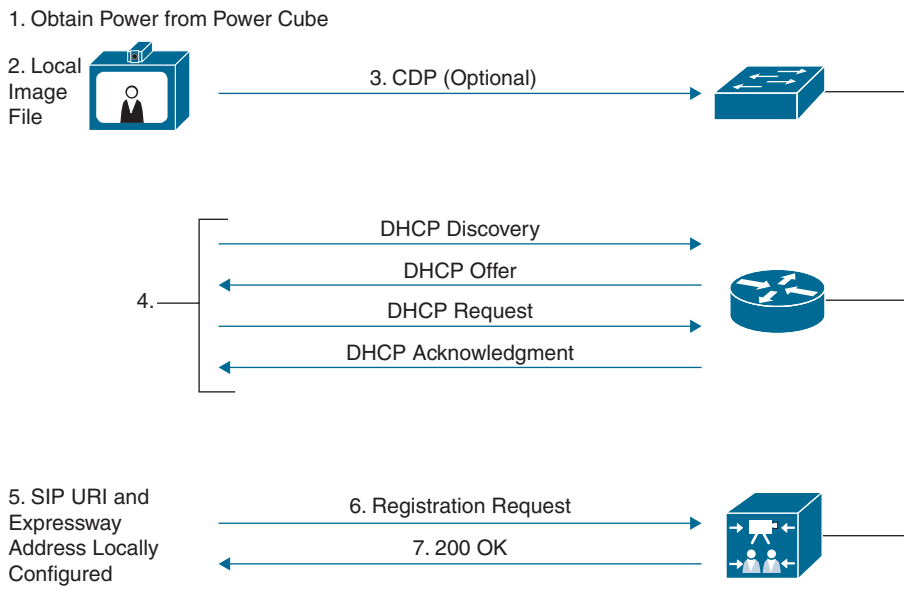 1. Obtain Power from Power Cube
2. Local
Image
File
3. CDP (Optional)
4.
DHCP Discovery
DHCP Offer
DHCP Request
DHCP Acknowledgment
5. SIP URI and
Expressway
Address Locally
Configured
6. Registration Request
7. 200 OK